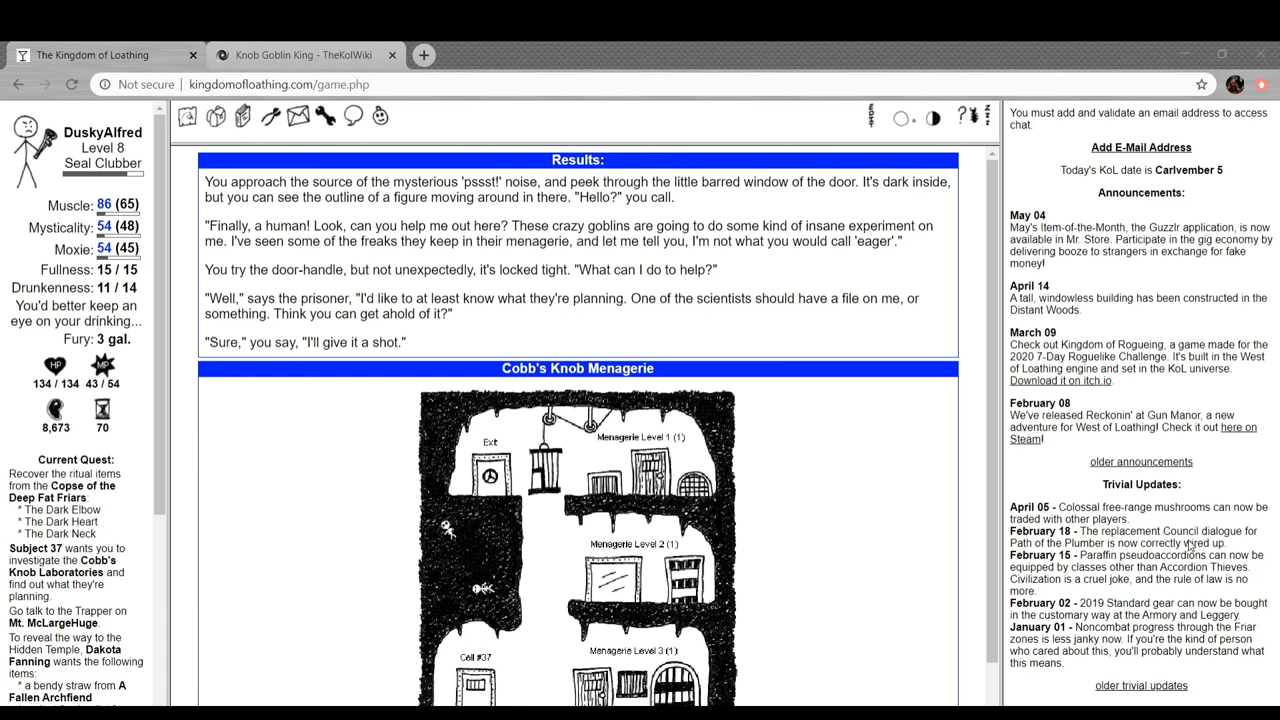 The Kingdom of Loathing
Knob Goblin King - TheKolWiki
Not secure | kingdomofloathing.com/game.php
DuskyAlfred
Level 8
Seal Clubber
Muscle: 86 (65)
Mysticality: 54 (48)
Moxie: 54 (45)
Fullness: 15 / 15
Drunkenness: 11 / 14
You'd better keep an
eye on your drinking...
Fury: 3 gal.
HP
MP
134 / 134 43 / 54
8,673 70
Current Quest:
Recover the ritual items
from the Copse of the
Deep Fat Friars:
* The Dark Elbow
* The Dark Heart
* The Dark Neck
Subject 37 wants you to
investigate the Cobb's
Knob Laboratories and
find out what they're
planning.
Go talk to the Trapper on
Mt. McLargeHuge.
To reveal the way to the
Hidden Temple, Dakota
Fanning wants the following
items:
* a bendy straw from A
Fallen Archfiend
Results:
You approach the source of the mysterious 'pssst!' noise, and peek through the little barred window of the door. It's dark inside,
but you can see the outline of a figure moving around in there. "Hello?" you call.
"Finally, a human! Look, can you help me out here? These crazy goblins are going to do some kind of insane experiment on
me. I've seen some of the freaks they keep in their menagerie, and let me tell you, I'm not what you would call 'eager'."
You try the door-handle, but not unexpectedly, it's locked tight. "What can I do to help?"
"Well," says the prisoner, "I'd like to at least know what they're planning. One of the scientists should have a file on me, or
something. Think you can get ahold of it?"
"Sure," you say, "I'll give it a shot."
Cobb's Knob Menagerie
Exit
Menagerie Level 1 (1)
Menagerie Level 2 (1)
Cell #37
Menagerie Level 3 (1)
You must add and validate an email address to access
chat.
Add E-Mail Address
Today's KoL date is Carlvember 5
Announcements:
May 04
May's Item-of-the-Month, the Guzzlr application, is now
available in Mr. Store. Participate in the gig economy by
delivering booze to strangers in exchange for fake
money!
April 14
A tall, windowless building has been constructed in the
Distant Woods.
March 09
Check out Kingdom of Rogueing, a game made for the
2020 7-Day Roguelike Challenge. It's built in the West
of Loathing engine and set in the KoL universe.
Download it on itch.io.
February 08
We've released Reckonin' at Gun Manor, a new
adventure for West of Loathing! Check it out here on
Steam!
older announcements
Trivial Updates:
April 05 - Colossal free-range mushrooms can now be
traded with other players.
February 18 - The replacement Council dialogue for
Path of the Plumber is now correctly wired up.
February 15 - Paraffin pseudoaccordions can now be
equipped by classes other than Accordion Thieves.
Civilization is a cruel joke, and the rule of law is no
more.
February 02 - 2019 Standard gear can now be bought
in the customary way at the Armory and Leggery.
January 01 - Noncombat progress through the Friar
zones is less janky now. If you're the kind of person
who cared about this, you'll probably understand what
this means.
older trivial updates